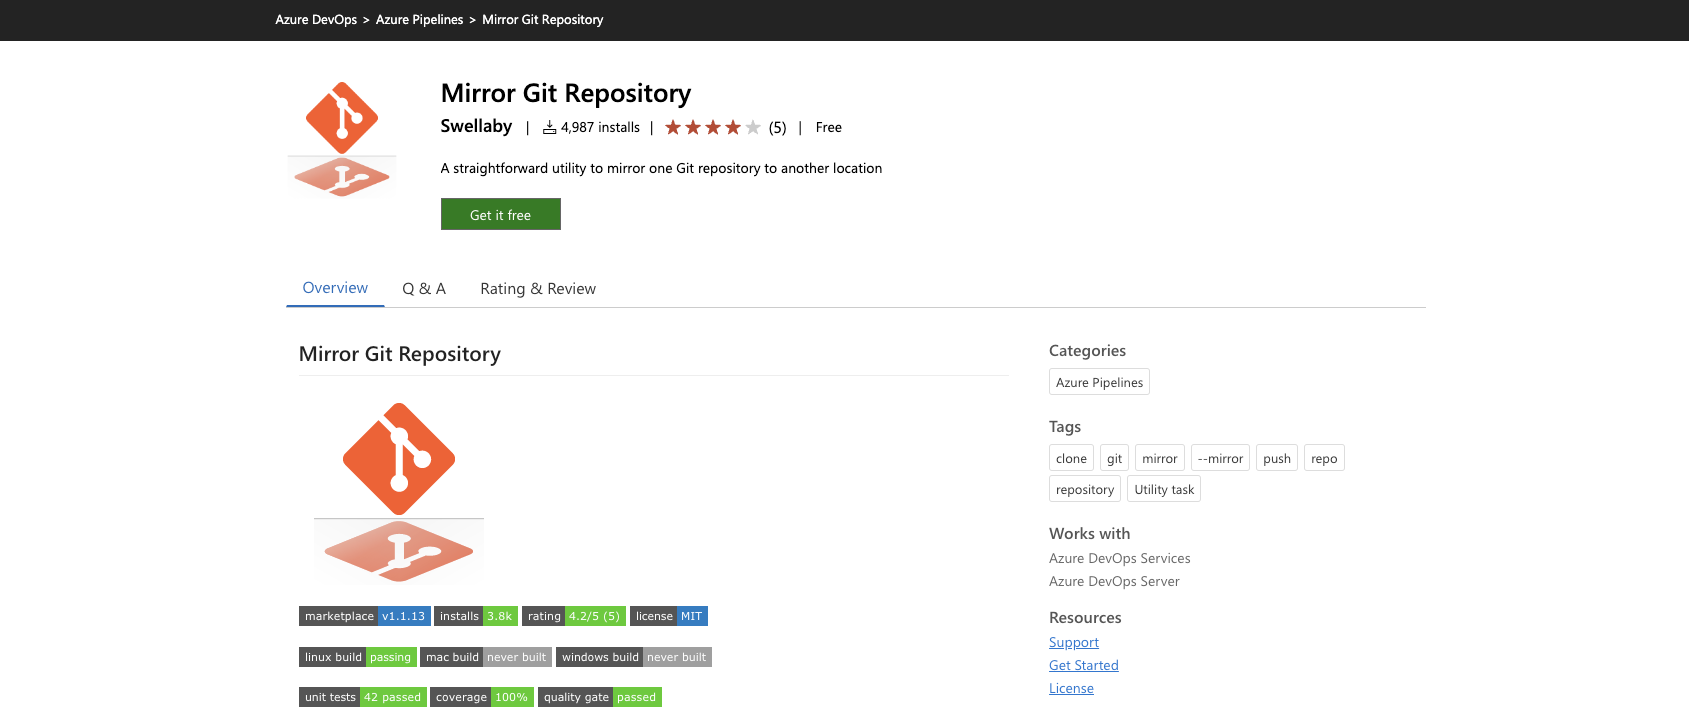 Azure DevOps > Azure Pipelines > Mirror Git Repository
Mirror Git Repository
Swellaby | 4,987 installs | (5) | Free
A straightforward utility to mirror one Git repository to another location
Get it free
Overview Q & A Rating & Review
Mirror Git Repository
marketplace v1.1.13 installs 3.8k rating 4.2/5 (5) license MIT
linux build passing mac build never built windows build never built
unit tests 42 passed coverage 100% quality gate passed
Categories
Azure Pipelines
Tags
clone git mirror --mirror push repo
repository Utility task
Works with
Azure DevOps Services
Azure DevOps Server
Resources
Support
Get Started
License